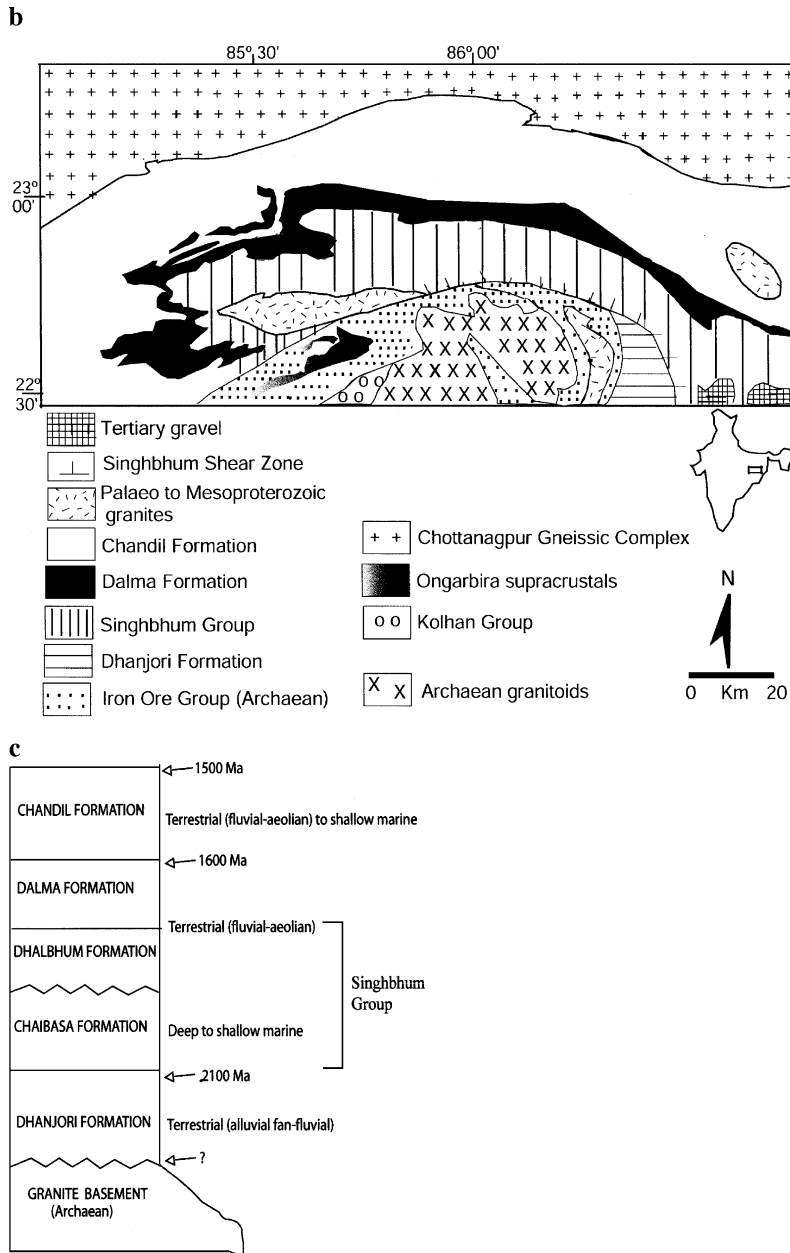 b
85° 30'
86° 00'
23°
00'
22°
30'
Tertiary gravel
Singhbhum Shear Zone
Palaeo to Mesoproterozoic
granites
Chandil Formation
Dalma Formation
Singhbhum Group
Dhanjori Formation
Iron Ore Group (Archaean)
Chottanagpur Gneissic Complex
Ongarbira supracrustals
Kolhan Group
Archaean granitoids
N
0 Km 20
c
1500 Ma
CHANDIL FORMATION
Terrestrial (fluvial-aeolian) to shallow marine
1600 Ma
DALMA FORMATION
Terrestrial (fluvial-aeolian)
DHALBHUM FORMATION
Singhbhum
Group
CHAIBASA FORMATION
Deep to shallow marine
2100 Ma
DHANJORI FORMATION
Terrestrial (alluvial fan-fluvial)
?
GRANITE BASEMENT
(Archaean)